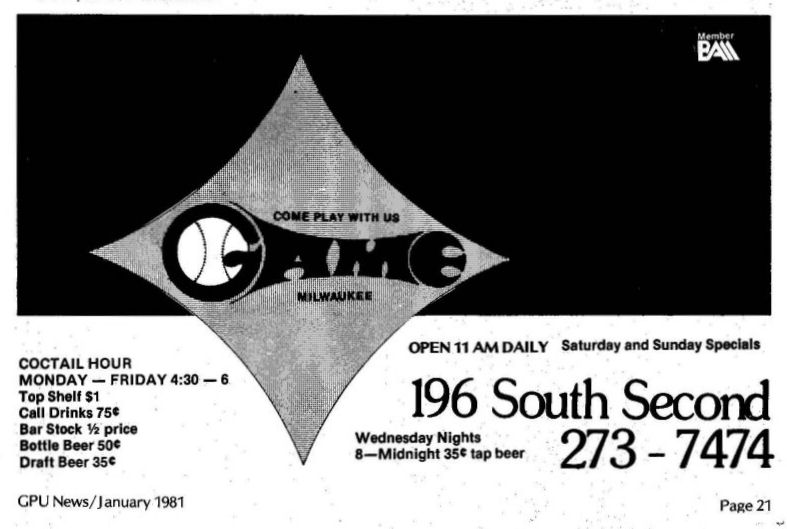 Member
BAM
COME PLAY WITH US
GAME
MILWAUKEE
OPEN 11 AM DAILY Saturday and Sunday Specials
COCTAIL HOUR
MONDAY — FRIDAY 4:30 — 6
Top Shelf $1
Call Drinks 75¢
Bar Stock ½ price
Bottle Beer 50¢
Draft Beer 35¢
196 South Second
Wednesday Nights
8—Midnight 35¢ tap beer
273 - 7474
GPU News/January 1981
Page 21